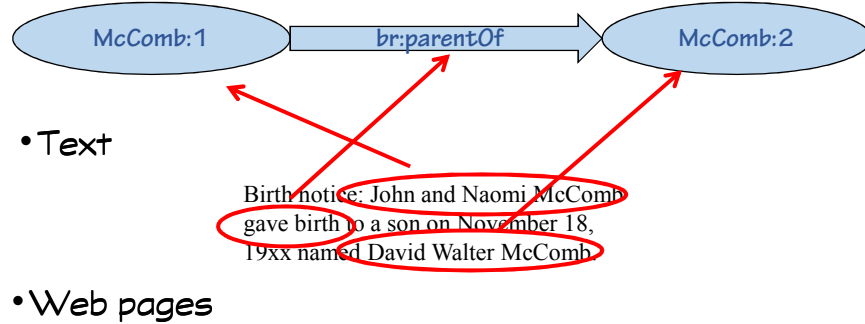 McComb:1 br:parentOf McComb:2
•Text
Birth notice: John and Naomi McComb
gave birth to a son on November 18,
19xx named David Walter McComb.
•Web pages